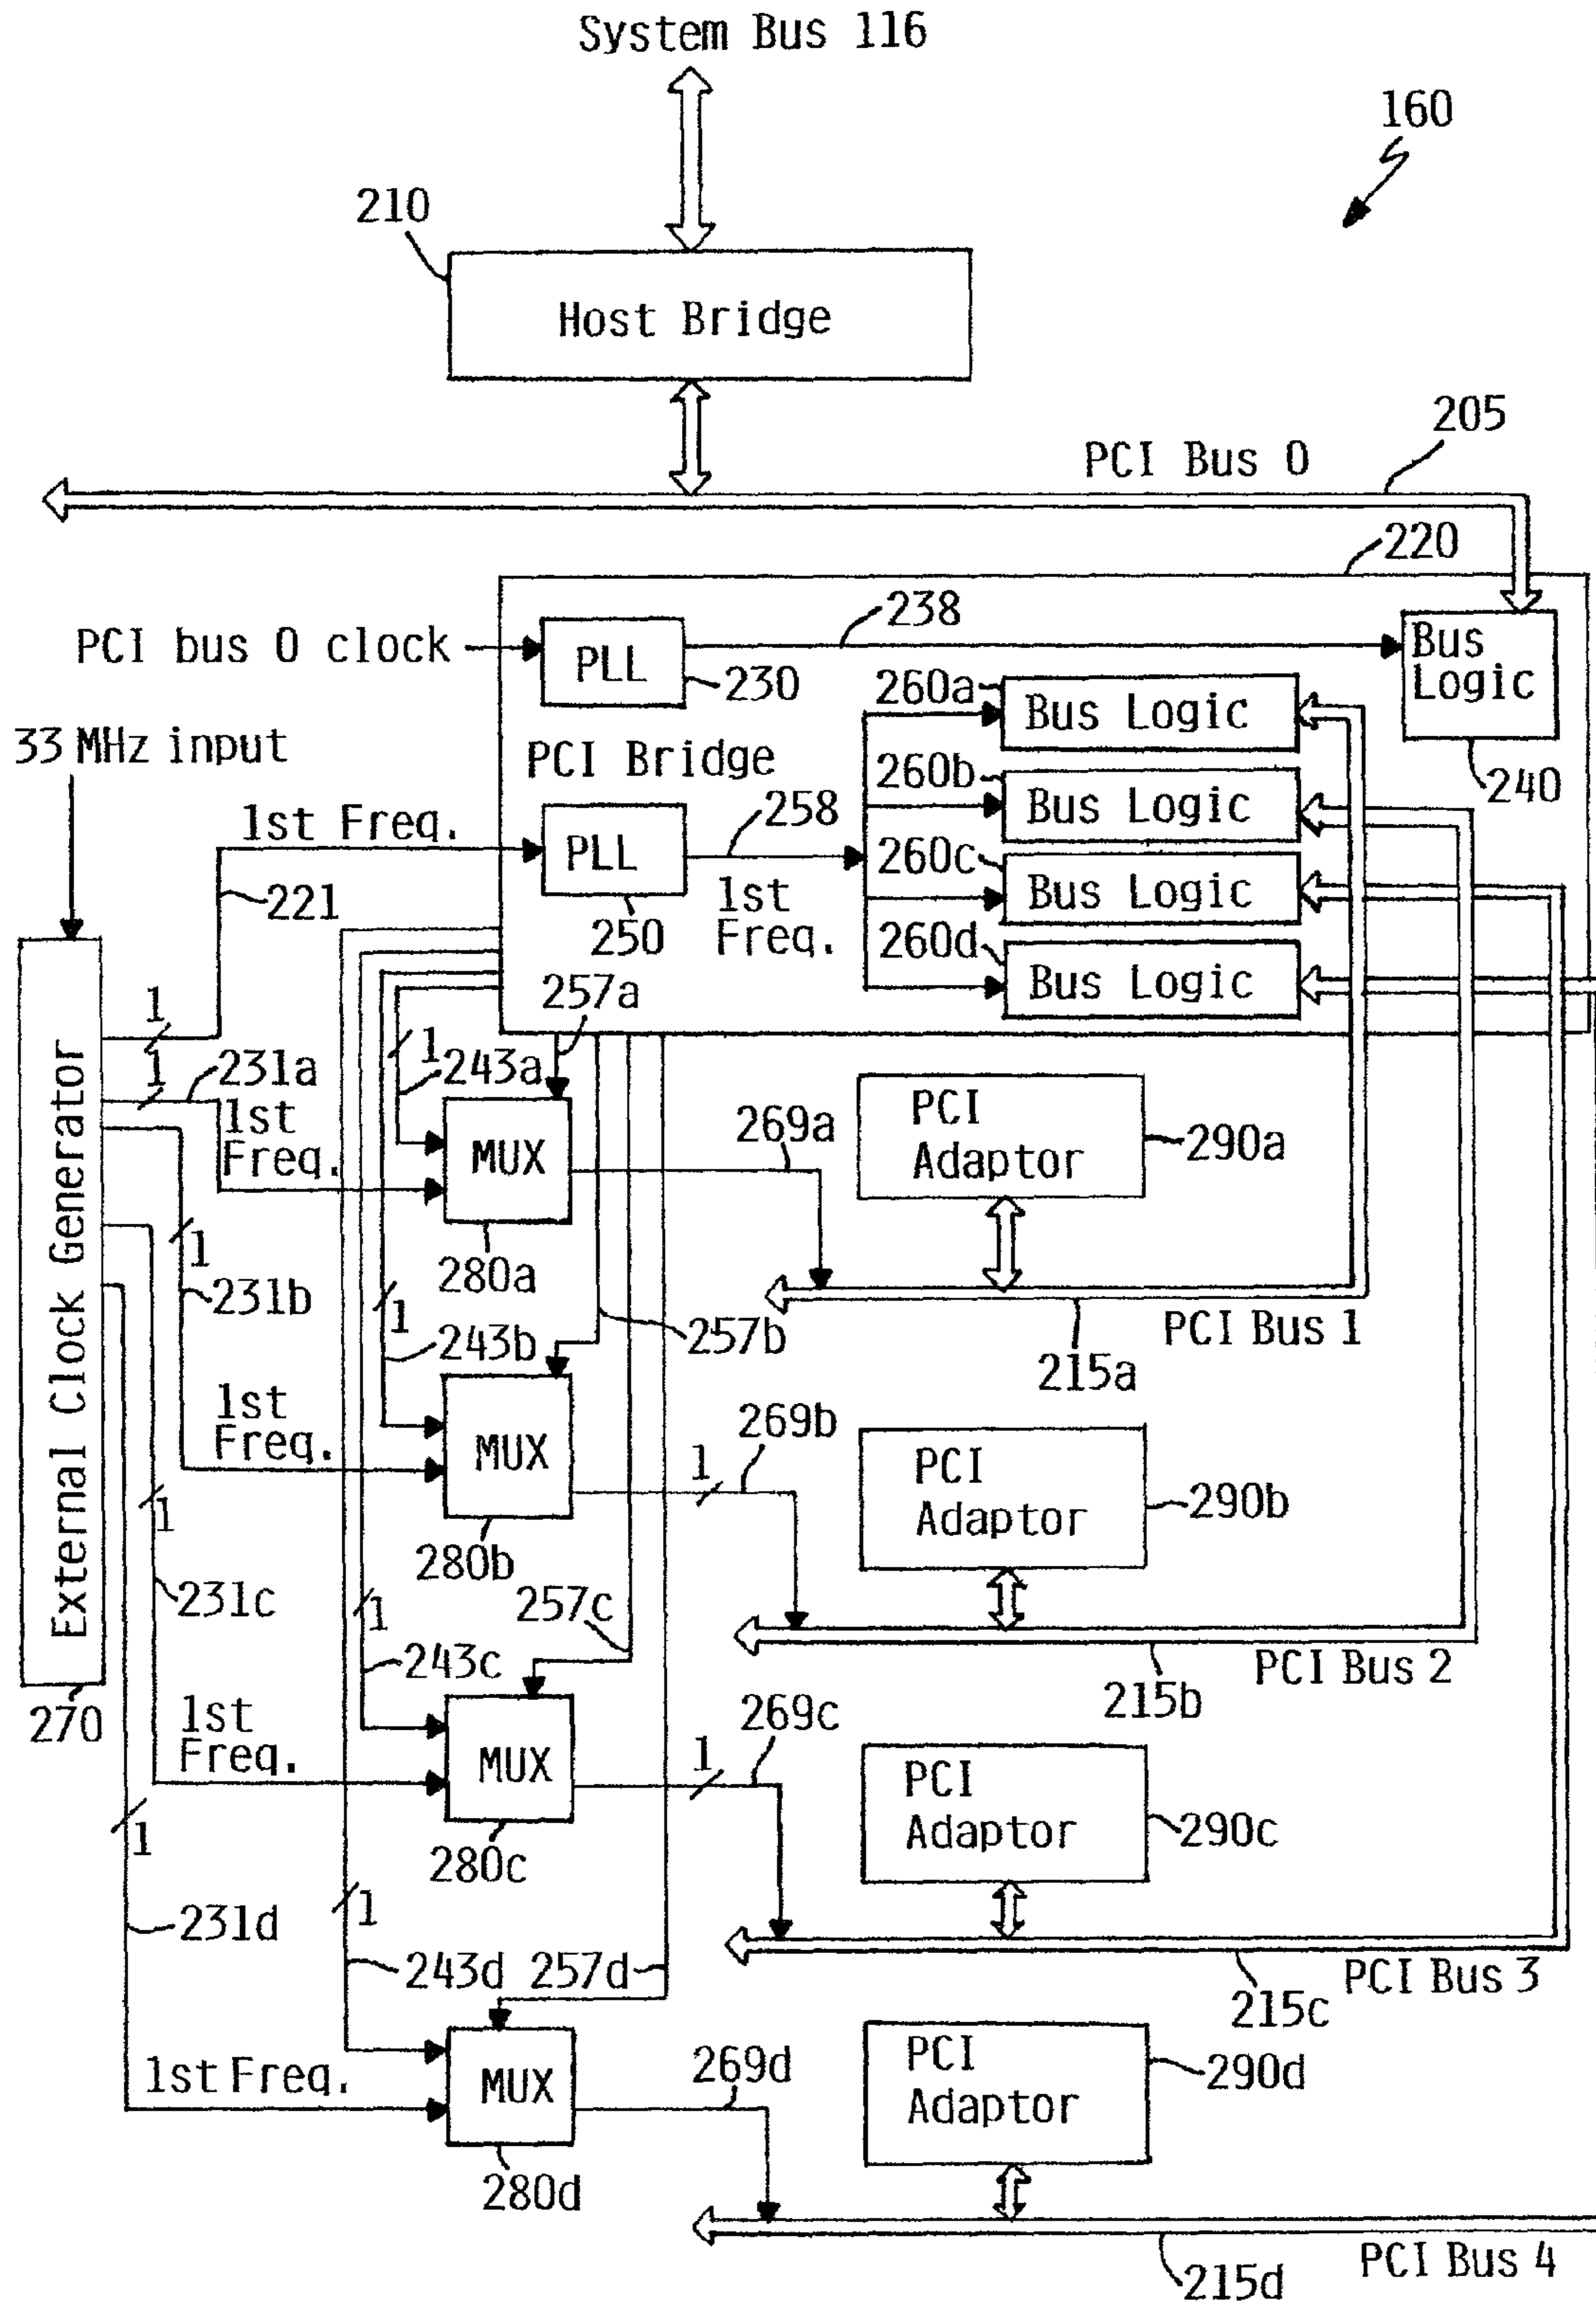 System Bus 116
160
210
Host Bridge
205
PCI Bus 0
220
238
PCI bus 0 clock
PLL
230
Bus
Logic
240
260a
Bus Logic
33 MHz input
PCI Bridge
260b
Bus Logic
258
1st Freq.
PLL
250
1st
Freq.
260c
Bus Logic
221
260d
Bus Logic
257a
1
1
231a
1st
Freq.
1
243a
MUX
280a
269a
PCI
Adaptor
290a
External Clock Generator
270
1
231b
1
243b
257b
PCI Bus 1
215a
1st
Freq.
MUX
280b
1
269b
PCI
Adaptor
290b
1
231c
1
243c
257c
PCI Bus 2
215b
1st
Freq.
MUX
280c
1
269c
PCI
Adaptor
290c
1
231d
1
243d
257d
PCI Bus 3
215c
1st Freq.
MUX
280d
269d
PCI
Adaptor
290d
PCI Bus 4
215d